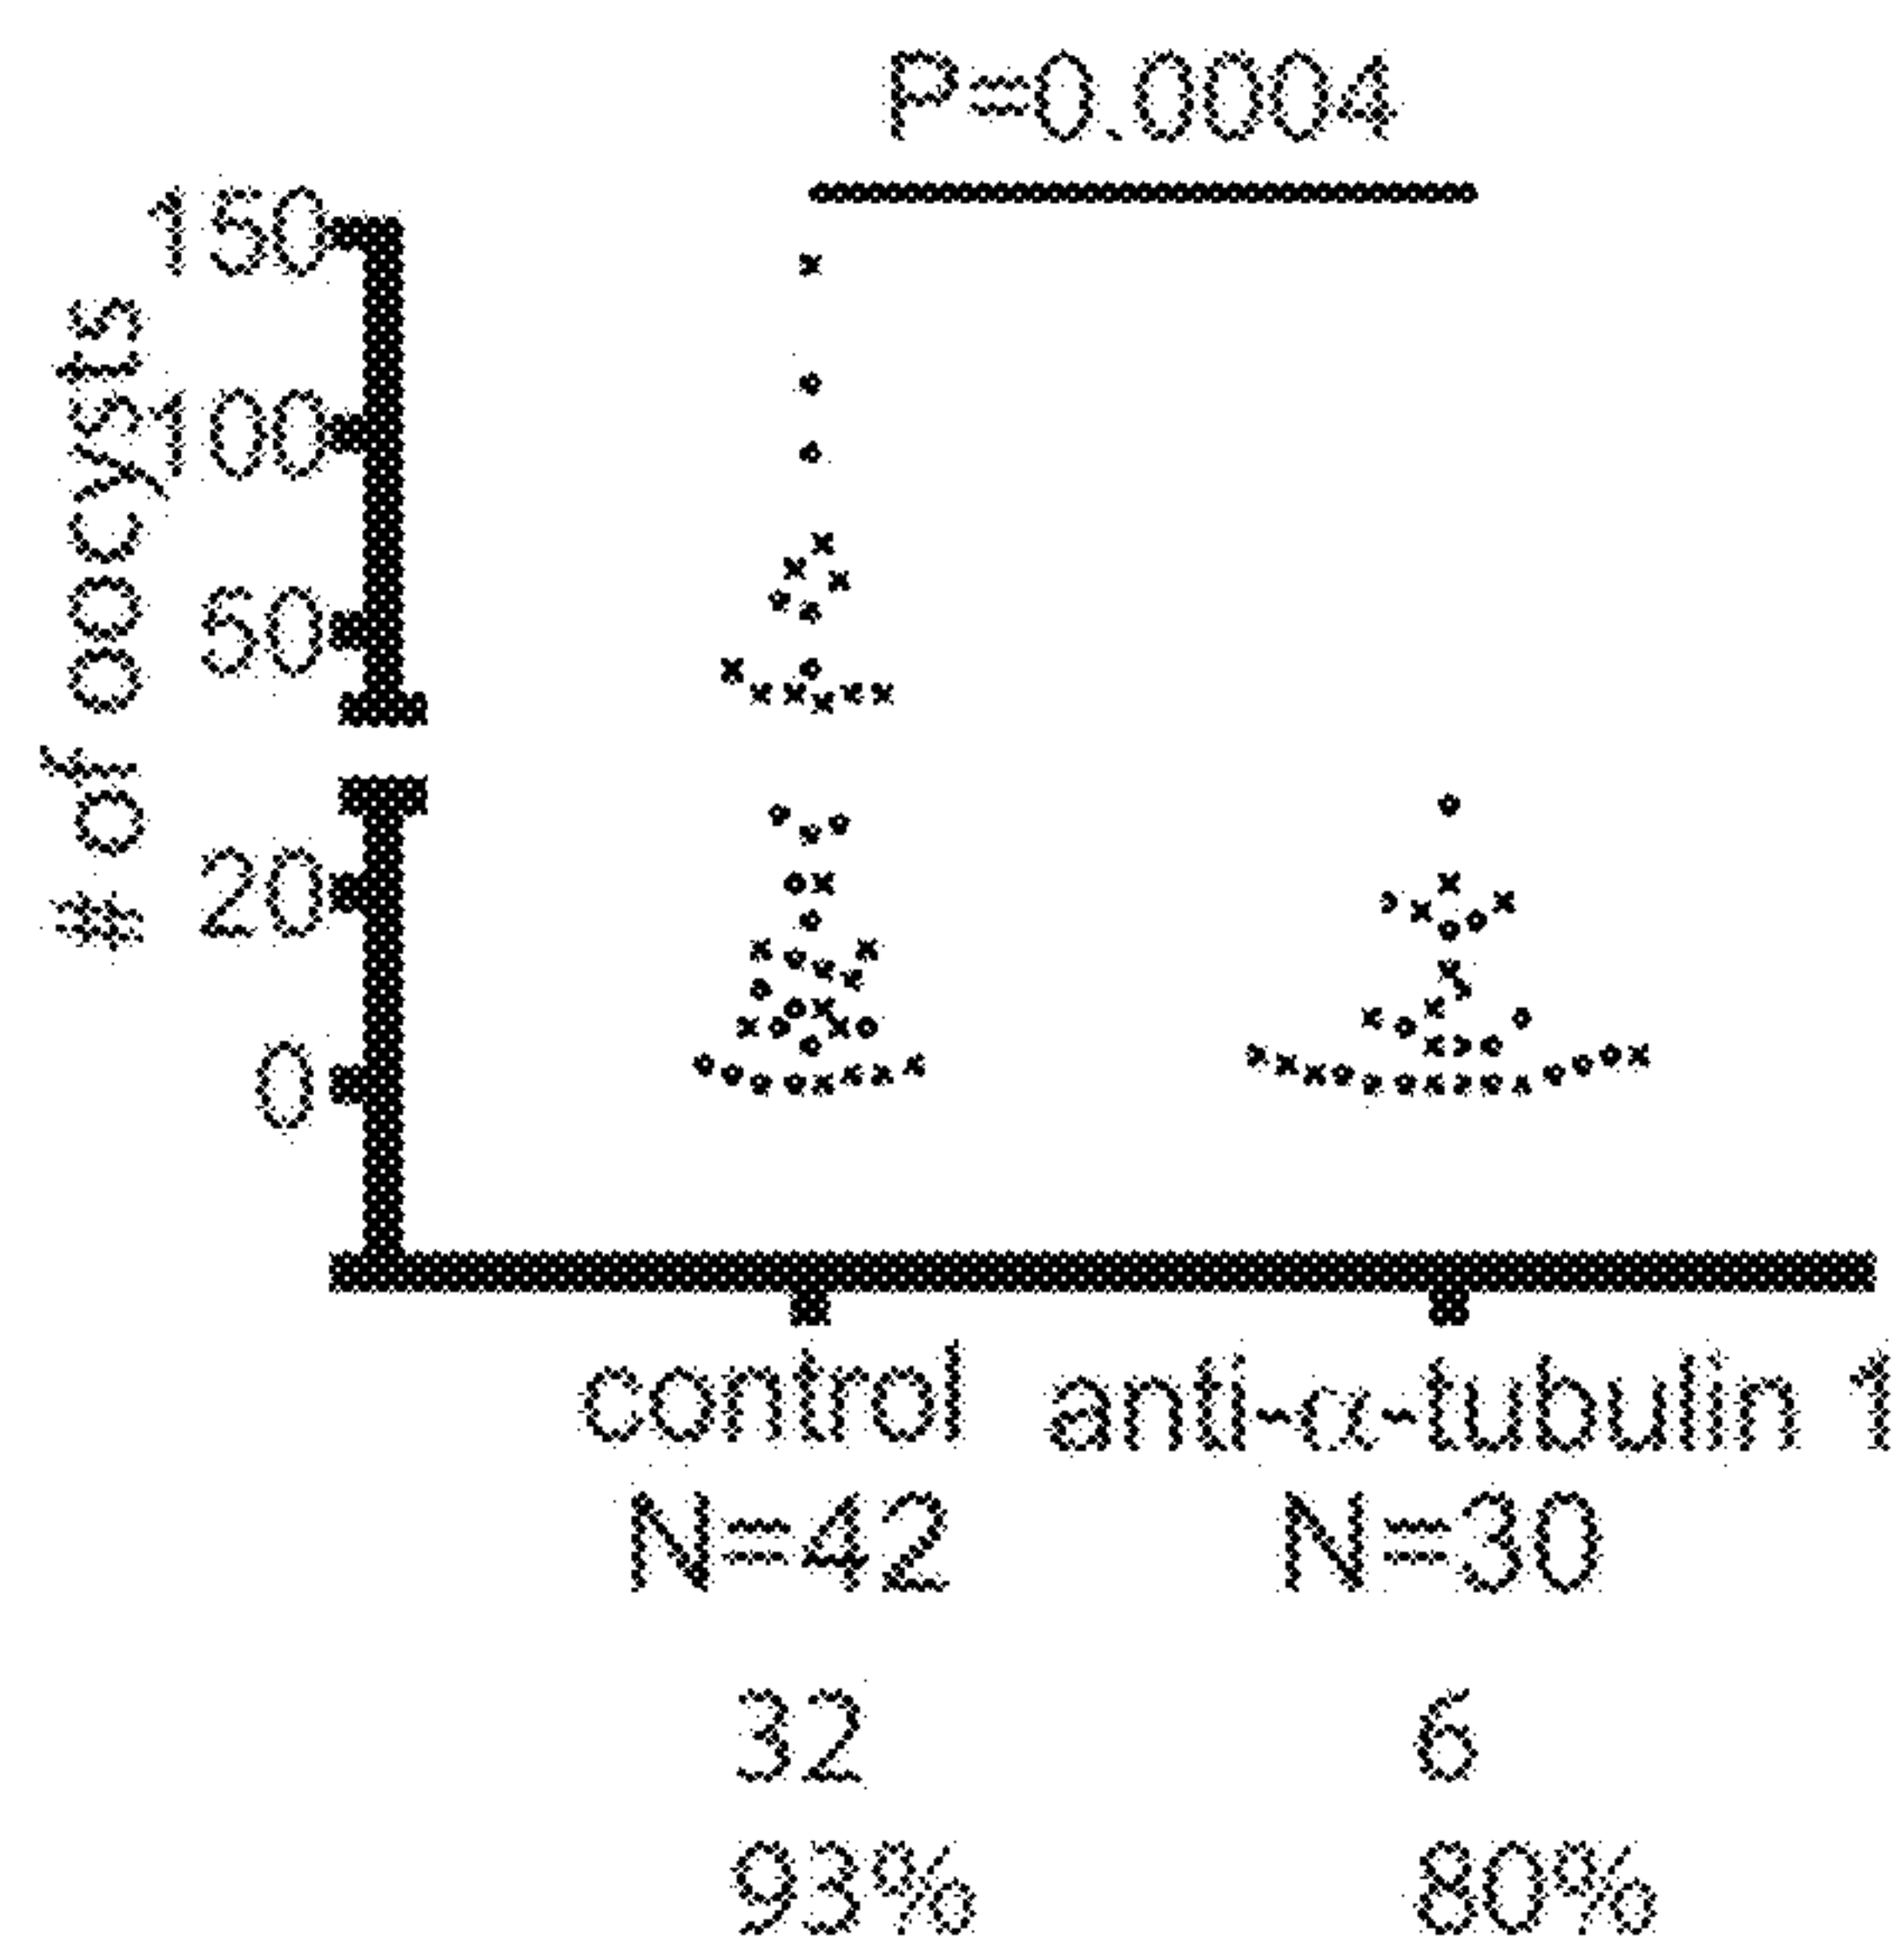 P=0.0004
# of oocysts
150
100
50
20
0
control anti-α-tubulin 1
N=42 N=30
32 6
93% 80%